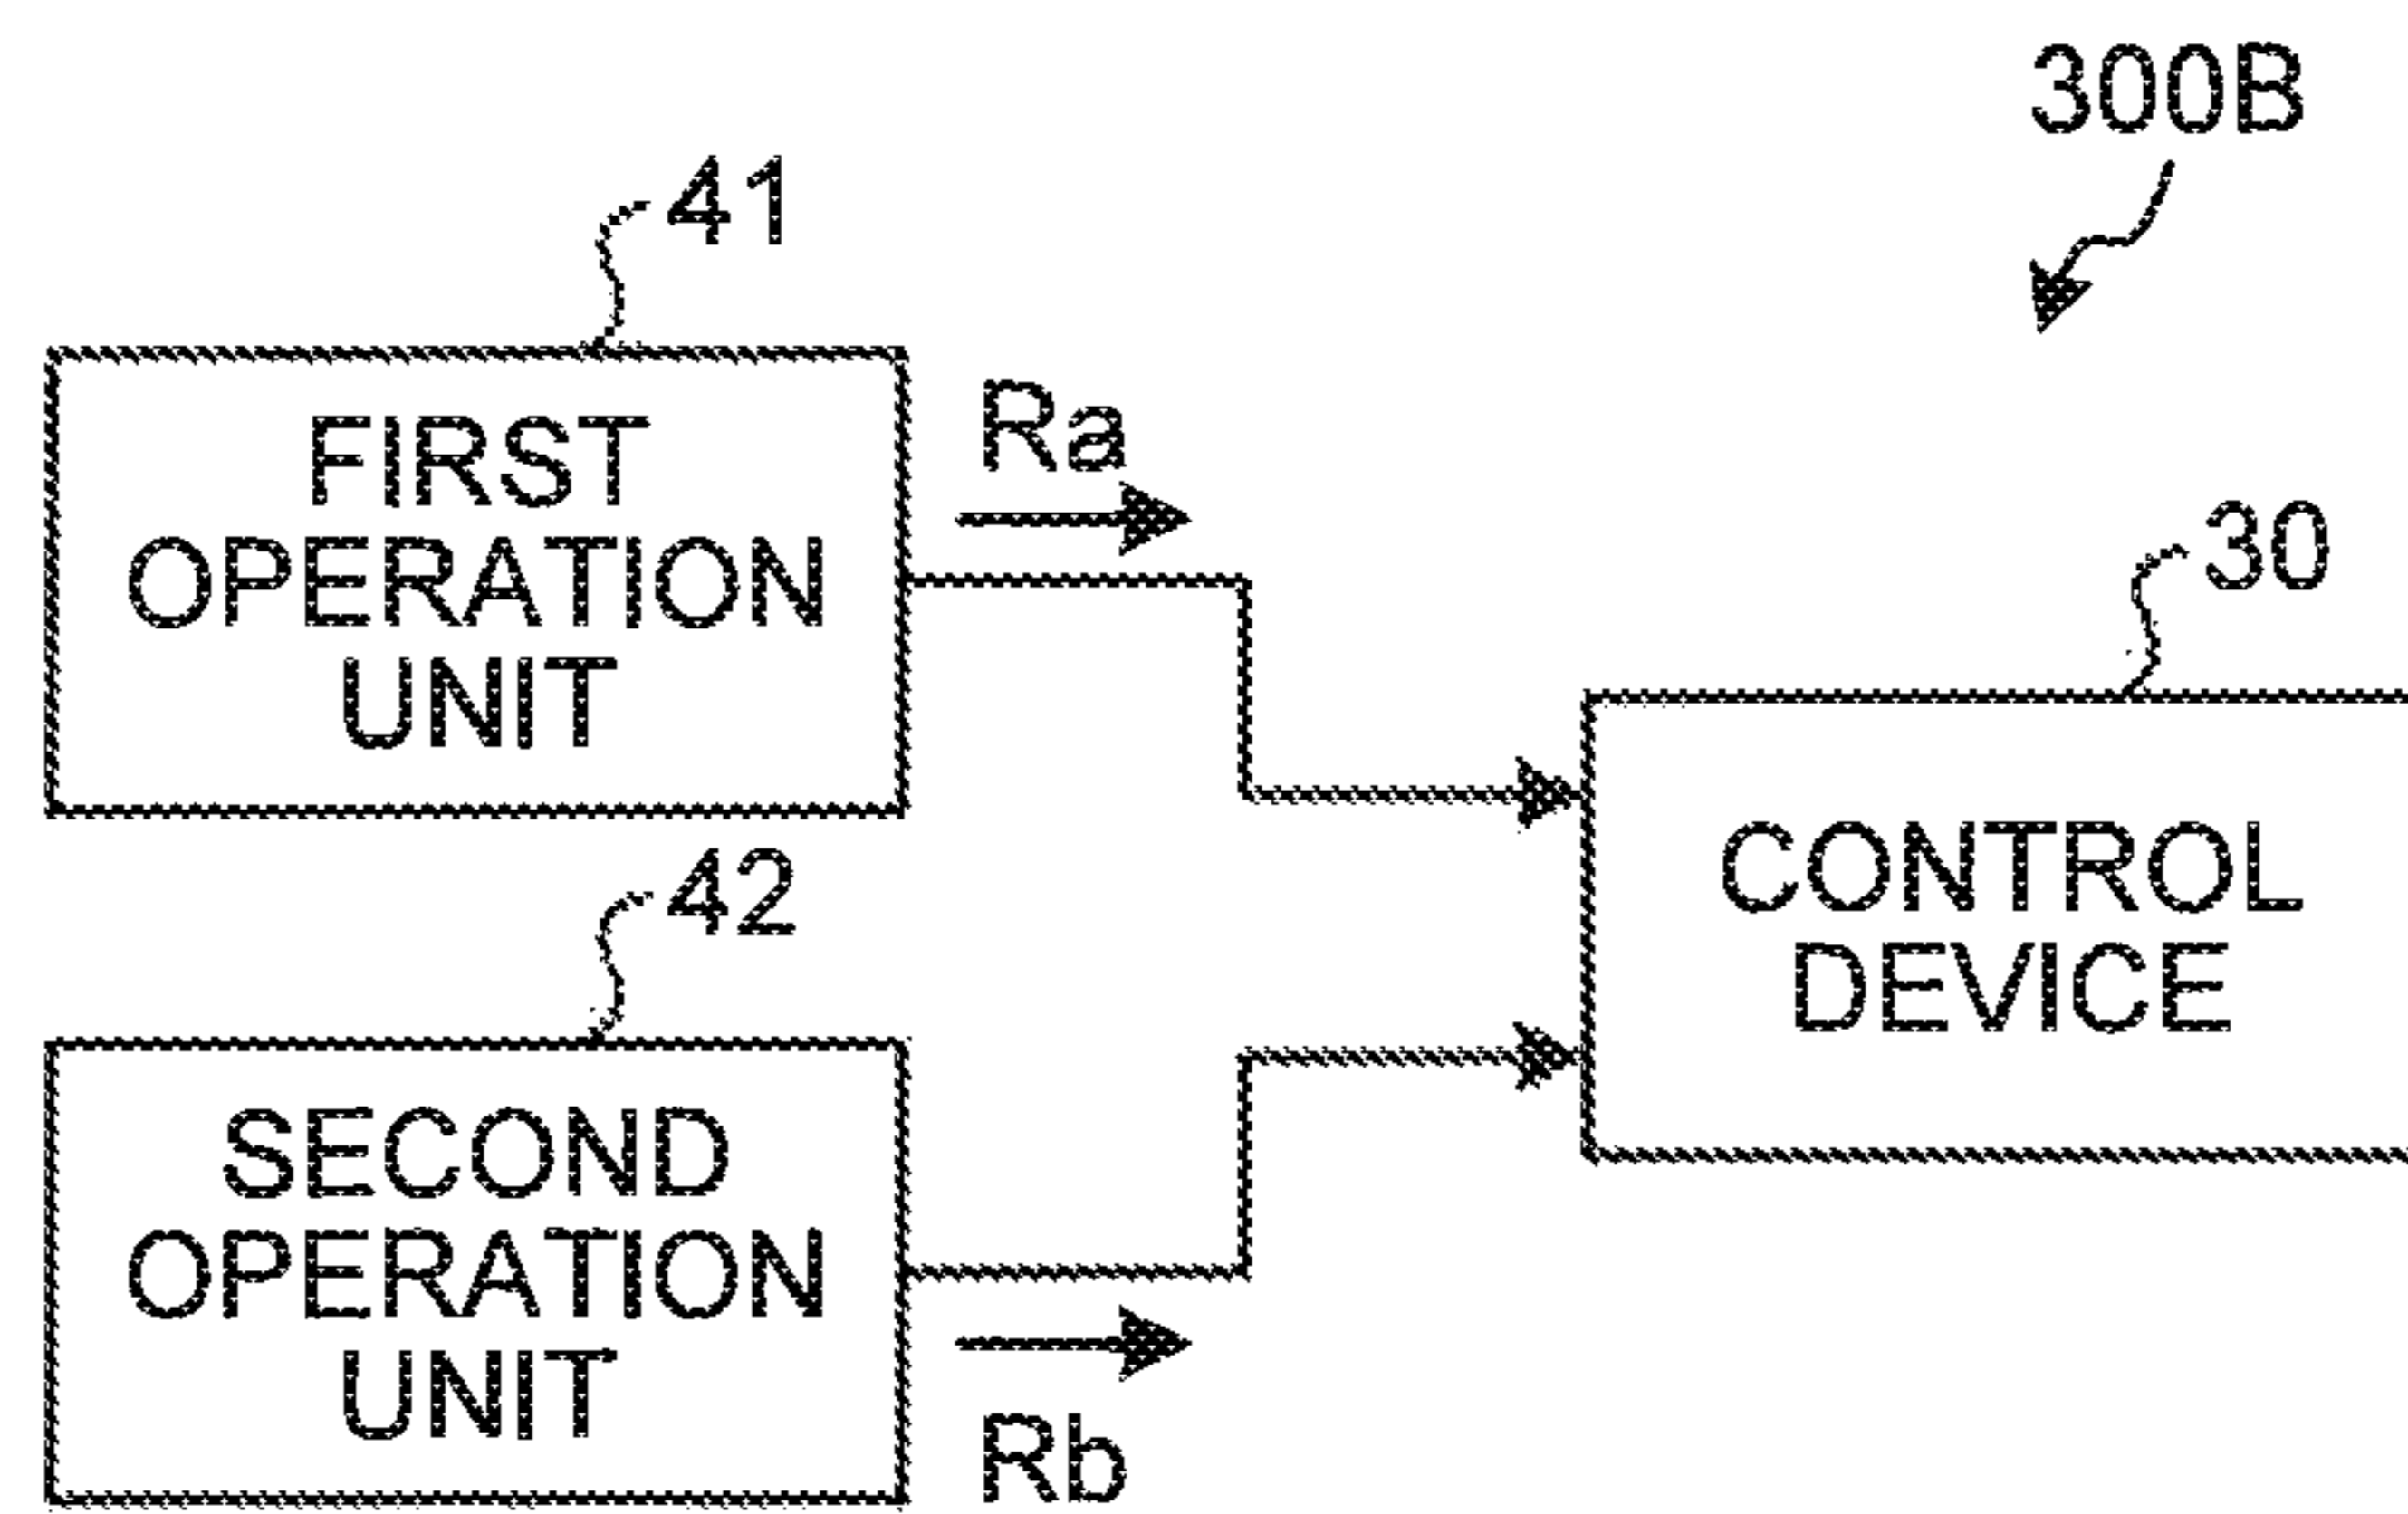 300B
41
FIRST
OPERATION
UNIT
Ra
30
CONTROL
DEVICE
42
SECOND
OPERATION
UNIT
Rb